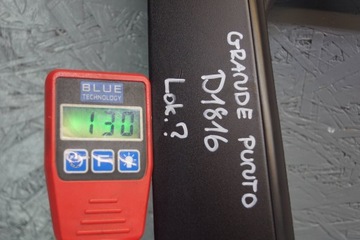 BLUE
TECHNOLOGY
130
GRANDE PUNTO
D1816
Lok.?